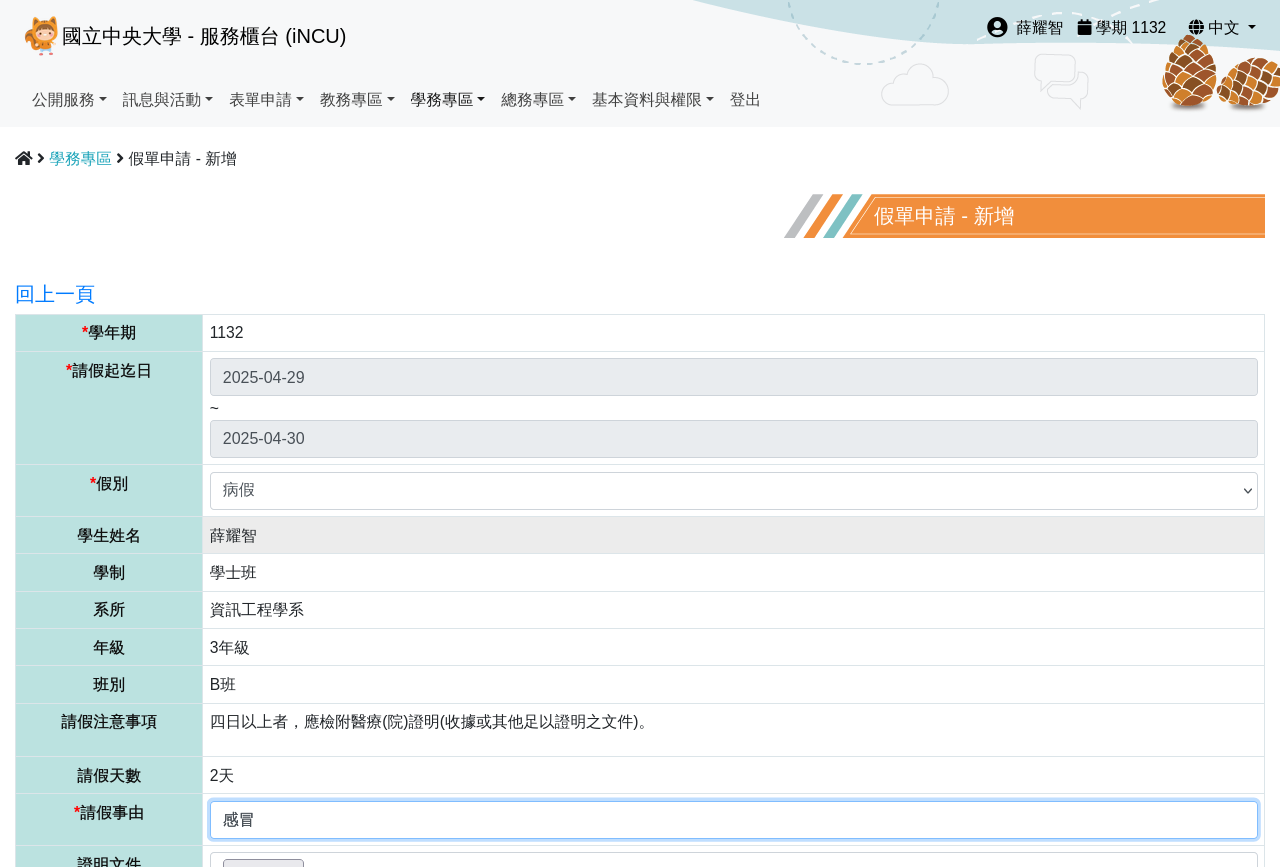 國立中央大學 - 服務櫃台 (iNCU)
薛耀智 學期 1132 中文
公開服務 訊息與活動 表單申請 教務專區 學務專區 總務專區 基本資料與權限 登出
學務專區 假單申請 - 新增
假單申請 - 新增
回上一頁
*學年期 1132
*請假起迄日 2025-04-29
~
2025-04-30
*假別 病假
學生姓名 薛耀智
學制 學士班
系所 資訊工程學系
年級 3年級
班別 B班
請假注意事項 四日以上者，應檢附醫療(院)證明(收據或其他足以證明之文件)。
請假天數 2天
*請假事由 感冒
證明文件